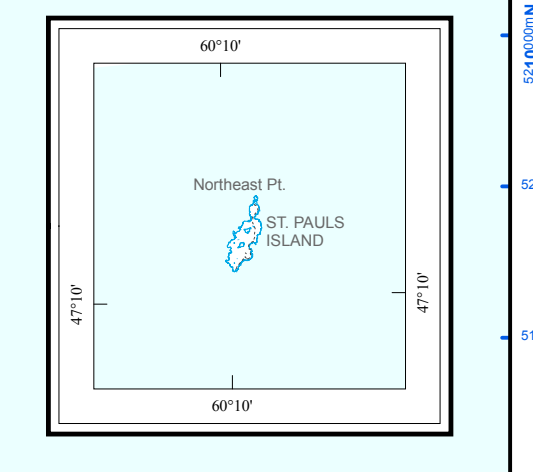 60°10'
Northeast Pt.
ST. PAULS
ISLAND
47°10'
47°10'
60°10'
5210000mN
52
51